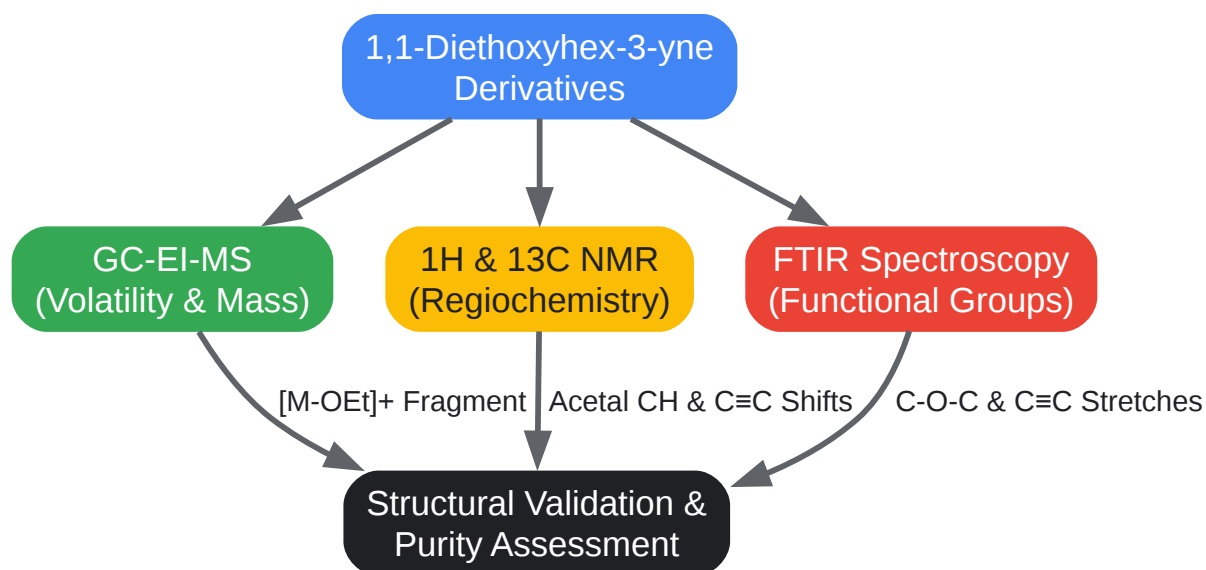 1,1-Diethoxyhex-3-yne
Derivatives
GC-EI-MS
(Volatility & Mass)
1H & 13C NMR
(Regiochemistry)
FTIR Spectroscopy
(Functional Groups)
[M-OEt]+ Fragment
Acetal CH & C≡C Shifts
C-O-C & C≡C Stretches
Structural Validation &
Purity Assessment